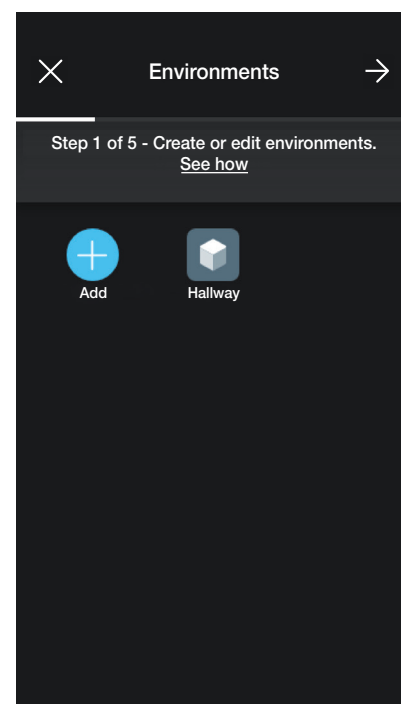 Environments
Step 1 of 5 - Create or edit environments.
See how
Add
Hallway